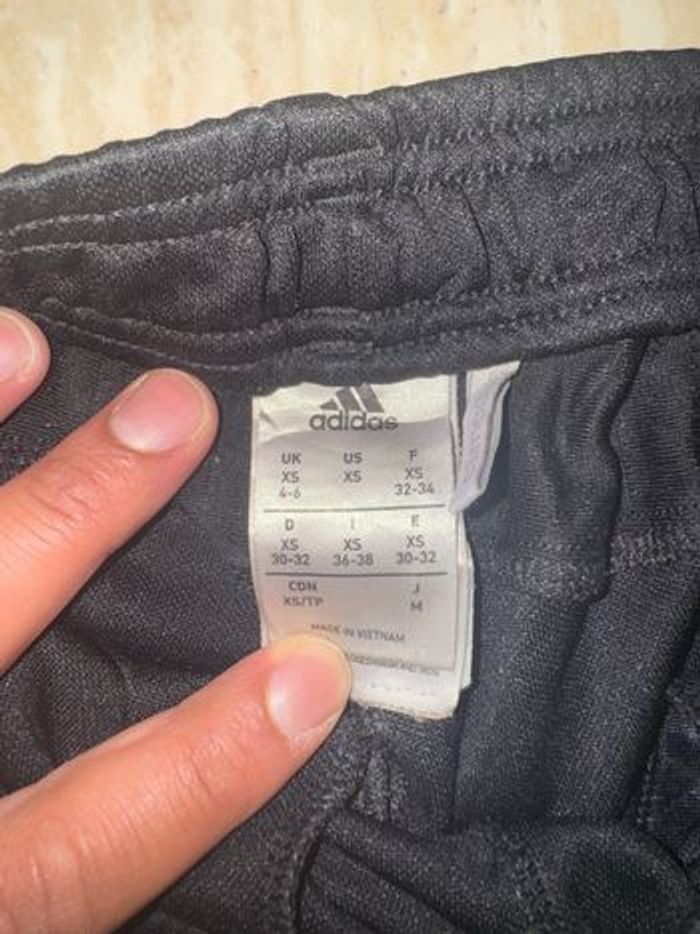 adidas
UK US F
XS XS XS
4-6 32-34
D I E
XS XS XS
30-32 36-38 30-32
CDN J
XS/TP M
MADE IN VIETNAM